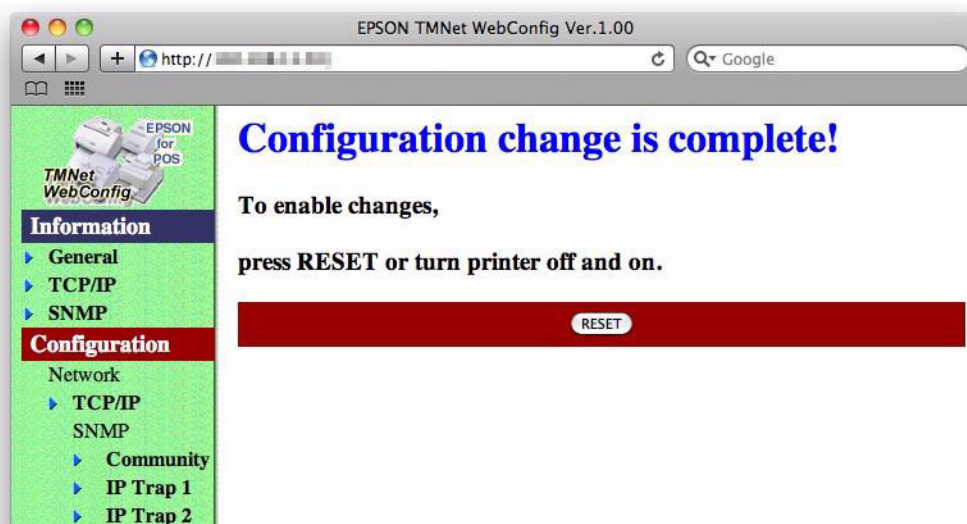 EPSON TMNet WebConfig Ver.1.00
http://
Google
EPSON
for
POS
TMNet
WebConfig
Information
General
TCP/IP
SNMP
Configuration
Network
TCP/IP
SNMP
Community
IP Trap 1
IP Trap 2
Configuration change is complete!
To enable changes,
press RESET or turn printer off and on.
RESET